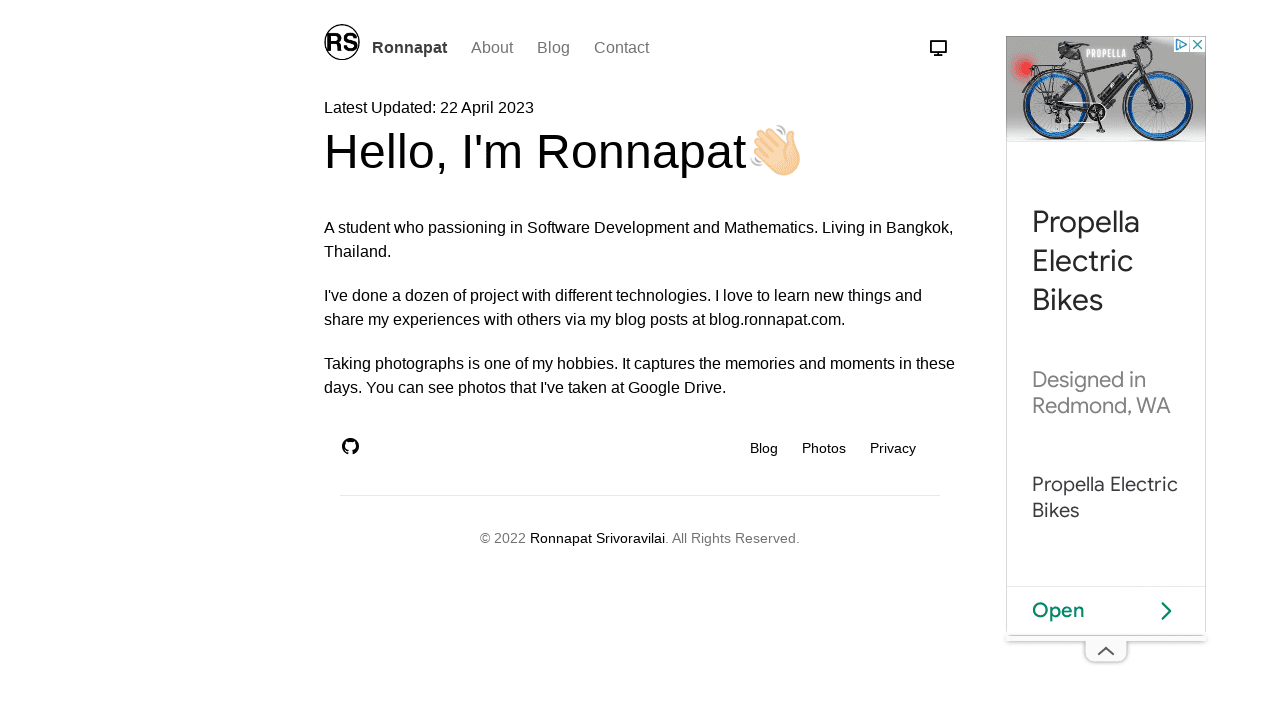 RS Ronnapat About Blog Contact
Latest Updated: 22 April 2023
Hello, I'm Ronnapat
A student who passioning in Software Development and Mathematics. Living in Bangkok,
Thailand.
I've done a dozen of project with different technologies. I love to learn new things and
share my experiences with others via my blog posts at blog.ronnapat.com.
Taking photographs is one of my hobbies. It captures the memories and moments in these
days. You can see photos that I've taken at Google Drive.
Blog Photos Privacy
© 2022 Ronnapat Srivoravilai. All Rights Reserved.
PROPELLA
Propella
Electric
Bikes
Designed in
Redmond, WA
Propella Electric
Bikes
Open